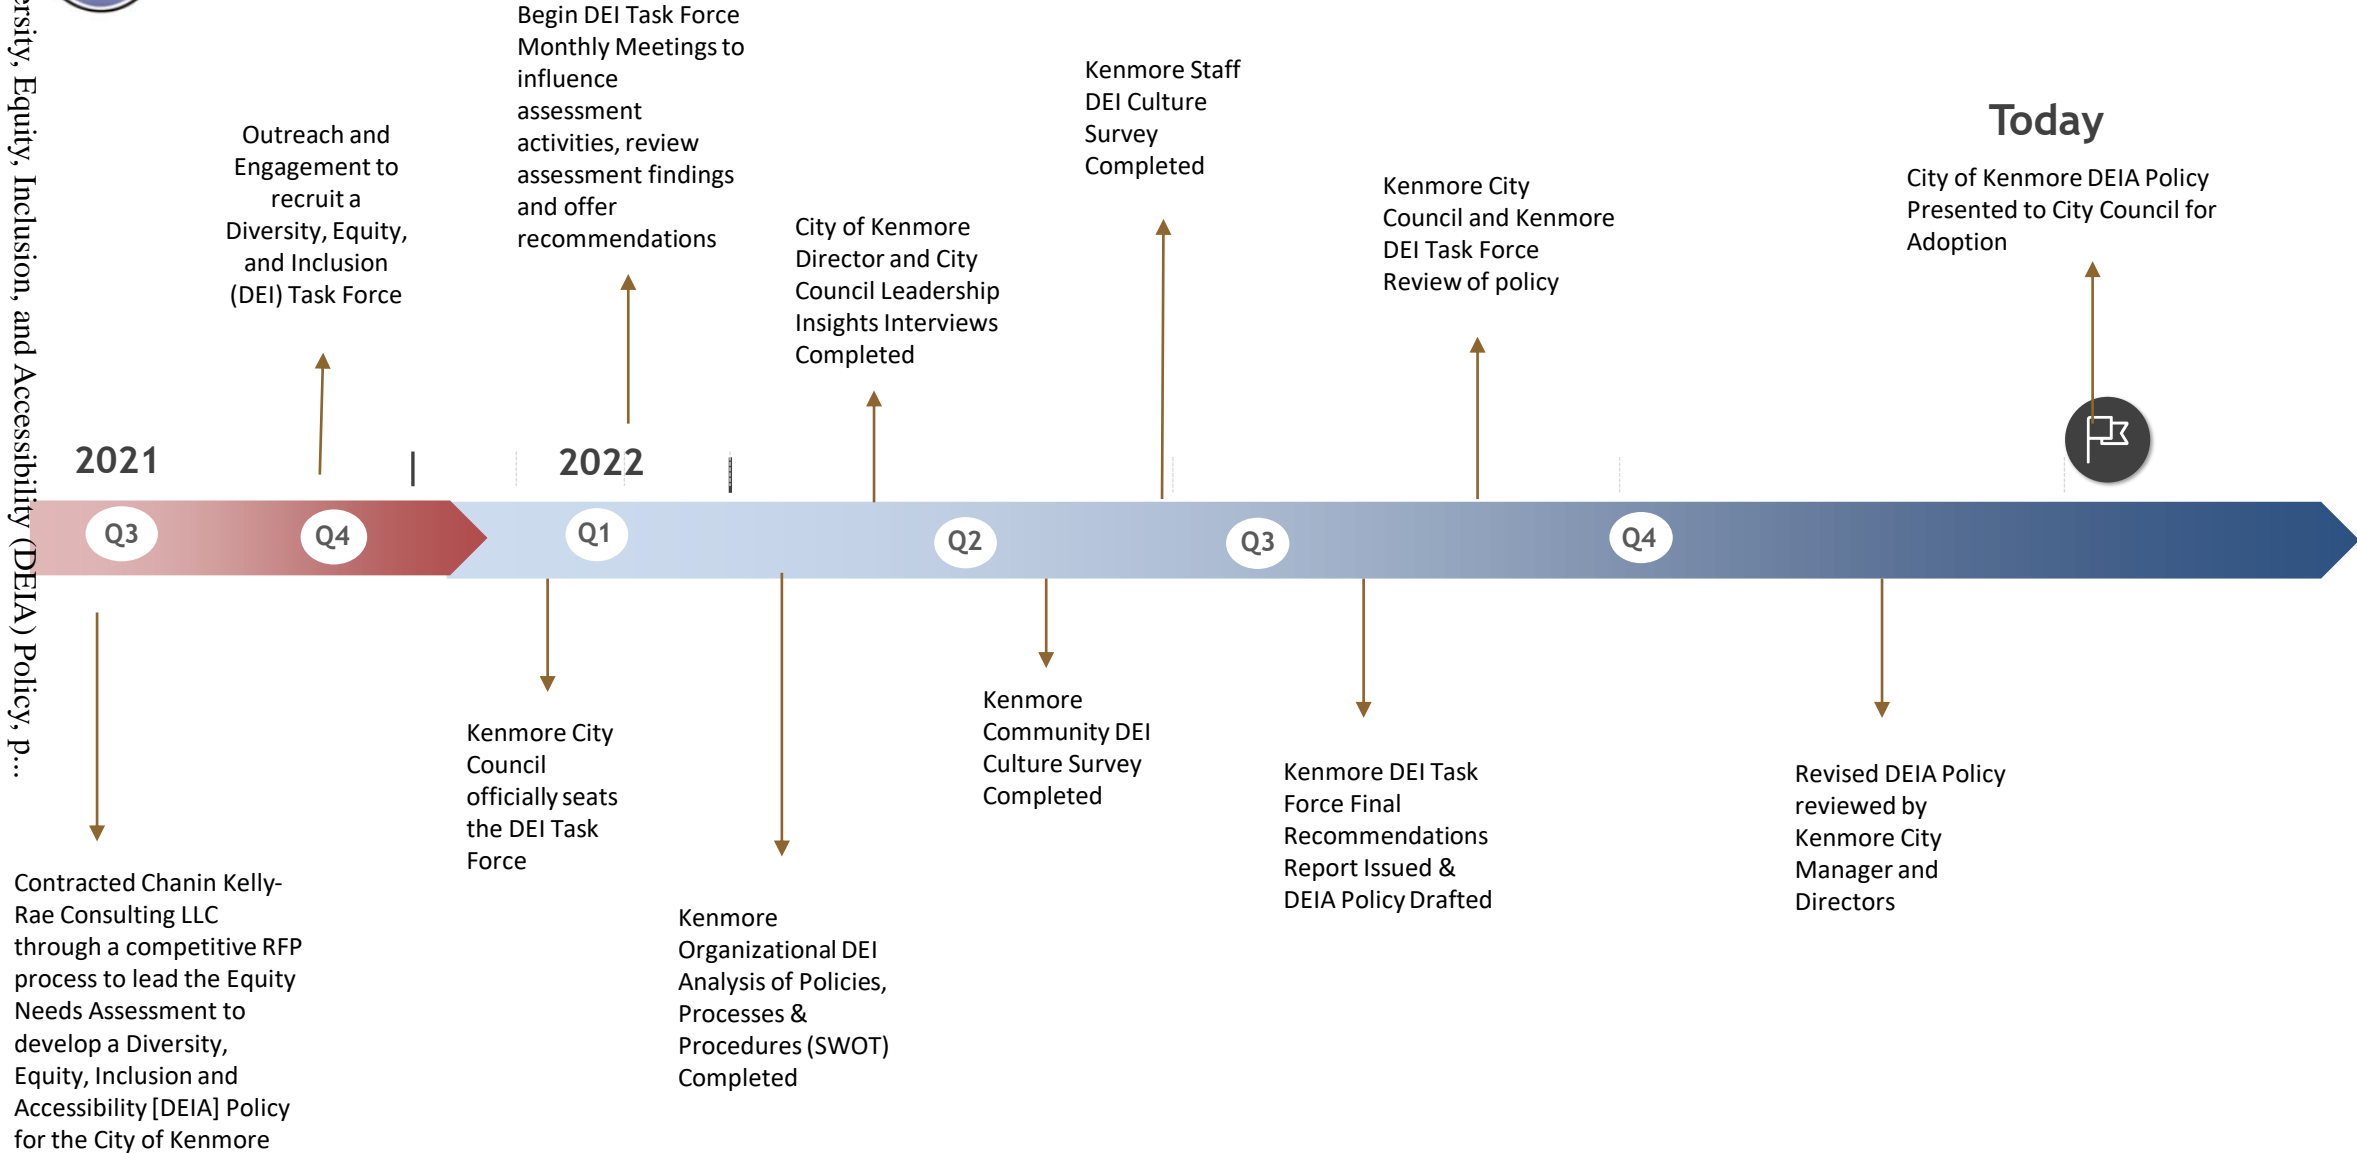 ersity, Equity, Inclusion, and Accessibility (DEIA) Policy, p...
Begin DEI Task Force
Monthly Meetings to
influence
assessment
activities, review
assessment findings
and offer
recommendations
Outreach and
Engagement to
recruit a
Diversity, Equity,
and Inclusion
(DEI) Task Force
City of Kenmore
Director and City
Council Leadership
Insights Interviews
Completed
Kenmore Staff
DEI Culture
Survey
Completed
Kenmore City
Council and Kenmore
DEI Task Force
Review of policy
Today
City of Kenmore DEIA Policy
Presented to City Council for
Adoption
2021
2022
Q3
Q4
Q1
Q2
Q3
Q4
Contracted Chanin Kelly-
Rae Consulting LLC
through a competitive RFP
process to lead the Equity
Needs Assessment to
develop a Diversity,
Equity, Inclusion and
Accessibility [DEIA] Policy
for the City of Kenmore
Kenmore City
Council
officially seats
the DEI Task
Force
Kenmore
Organizational DEI
Analysis of Policies,
Processes &
Procedures (SWOT)
Completed
Kenmore
Community DEI
Culture Survey
Completed
Kenmore DEI Task
Force Final
Recommendations
Report Issued &
DEIA Policy Drafted
Revised DEIA Policy
reviewed by
Kenmore City
Manager and
Directors